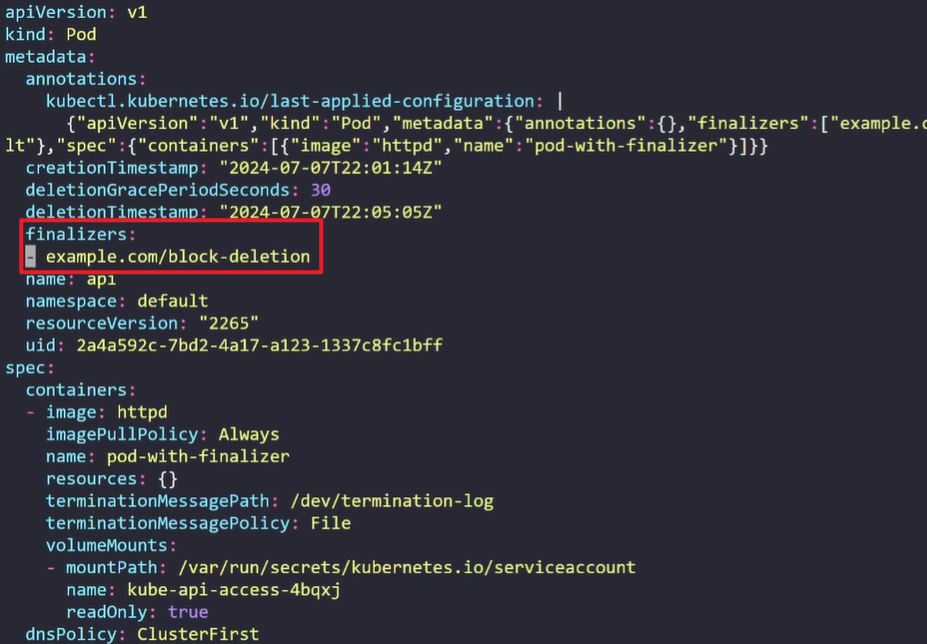 apiVersion: v1
kind: Pod
metadata:
  annotations:
    kubectl.kubernetes.io/last-applied-configuration: |
      {"apiVersion":"v1","kind":"Pod","metadata":{"annotations":{},"finalizers":["example.c
lt"},"spec":{"containers":[{"image":"httpd","name":"pod-with-finalizer"}]}}
  creationTimestamp: "2024-07-07T22:01:14Z"
  deletionGracePeriodSeconds: 30
  deletionTimestamp: "2024-07-07T22:05:05Z"
  finalizers:
  - example.com/block-deletion
  name: api
  namespace: default
  resourceVersion: "2265"
  uid: 2a4a592c-7bd2-4a17-a123-1337c8fc1bff
spec:
  containers:
  - image: httpd
    imagePullPolicy: Always
    name: pod-with-finalizer
    resources: {}
    terminationMessagePath: /dev/termination-log
    terminationMessagePolicy: File
    volumeMounts:
    - mountPath: /var/run/secrets/kubernetes.io/serviceaccount
      name: kube-api-access-4bqxj
      readOnly: true
  dnsPolicy: ClusterFirst